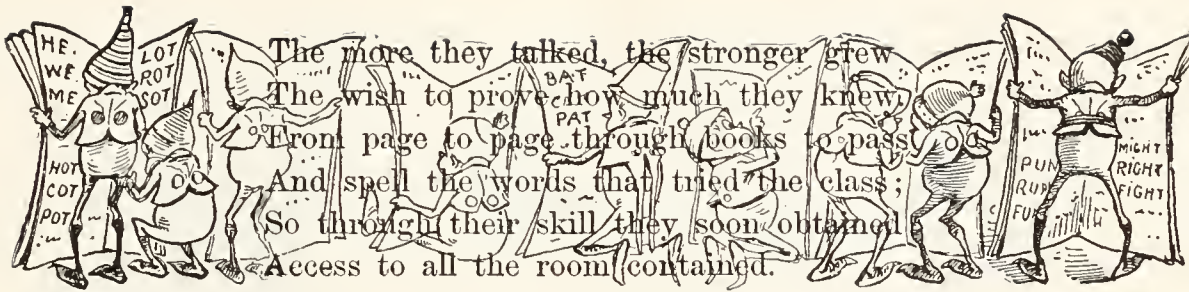 HE.
WE
ME
HOT
COT
POT
LOT
ROT
SOT
The more they talked, the stronger grew
The wish to prove how much they knew,
From page to page through books to pass
And spell the words that tried the class;
So through their skill they soon obtained
Access to all the room contained.
BAT
PAT
PUN
MIGHT
RIGHT
FIGHT